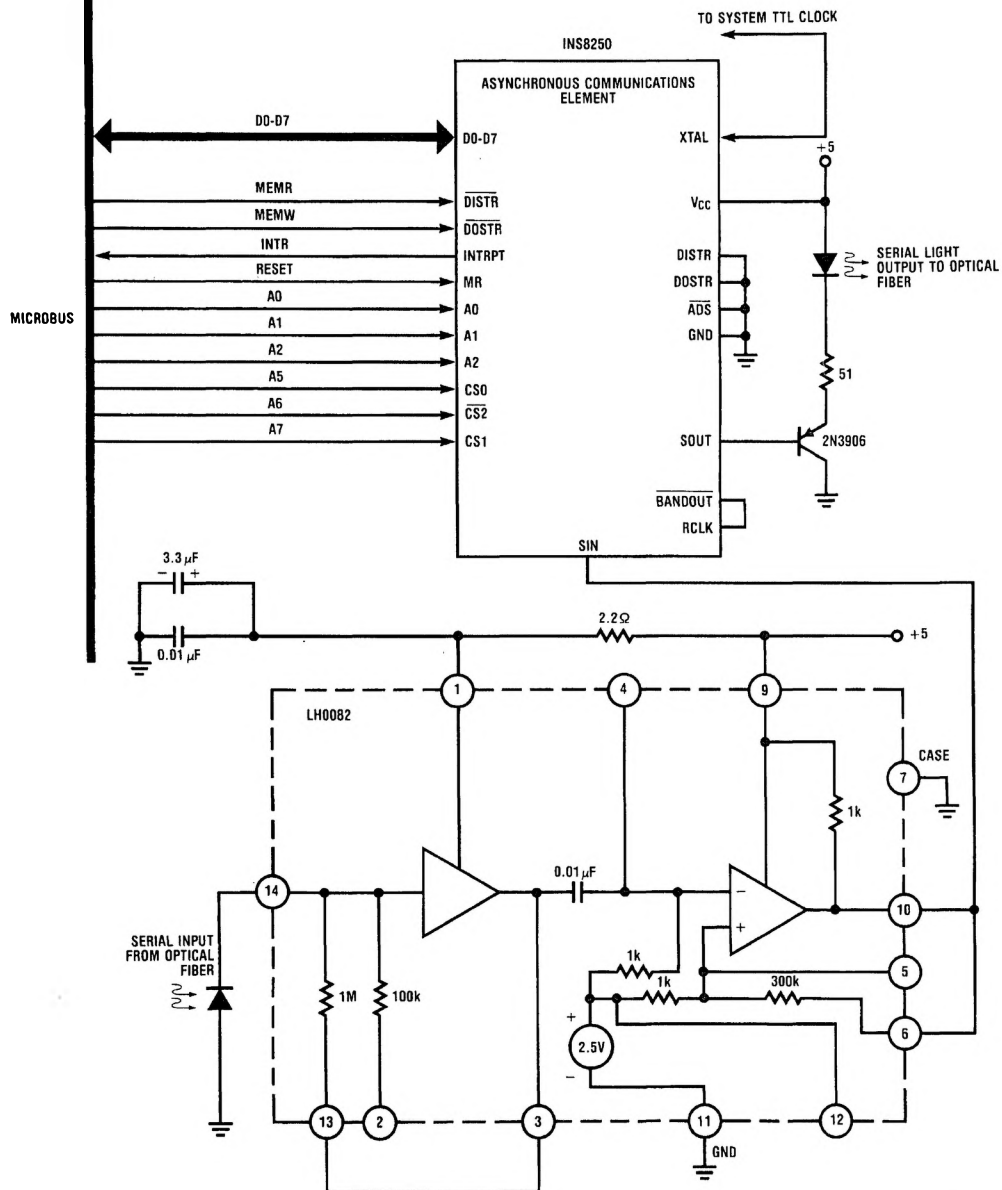 TO SYSTEM TTL CLOCK
INS8250
ASYNCHRONOUS COMMUNICATIONS
ELEMENT
D0-D7
D0-D7
XTAL
+5
MEMR
DISTR
VCC
MEMW
DOSTR
INTR
INTRPT
DISTR
SERIAL LIGHT
OUTPUT TO OPTICAL
FIBER
RESET
MR
DOSTR
MICROBUS
A0
A0
ADS
A1
A1
GND
A2
A2
A5
CS0
51
A6
CS2
A7
CS1
SOUT
2N3906
BANDOUT
RCLK
SIN
3.3 µF
− +
0.01 µF
2.2Ω
+5
1
4
9
LH0082
CASE
7
1k
0.01 µF
14
−
+
10
SERIAL INPUT
FROM OPTICAL
FIBER
1M
100k
1k
1k
300k
5
6
+
2.5V
−
13
2
3
11
12
GND